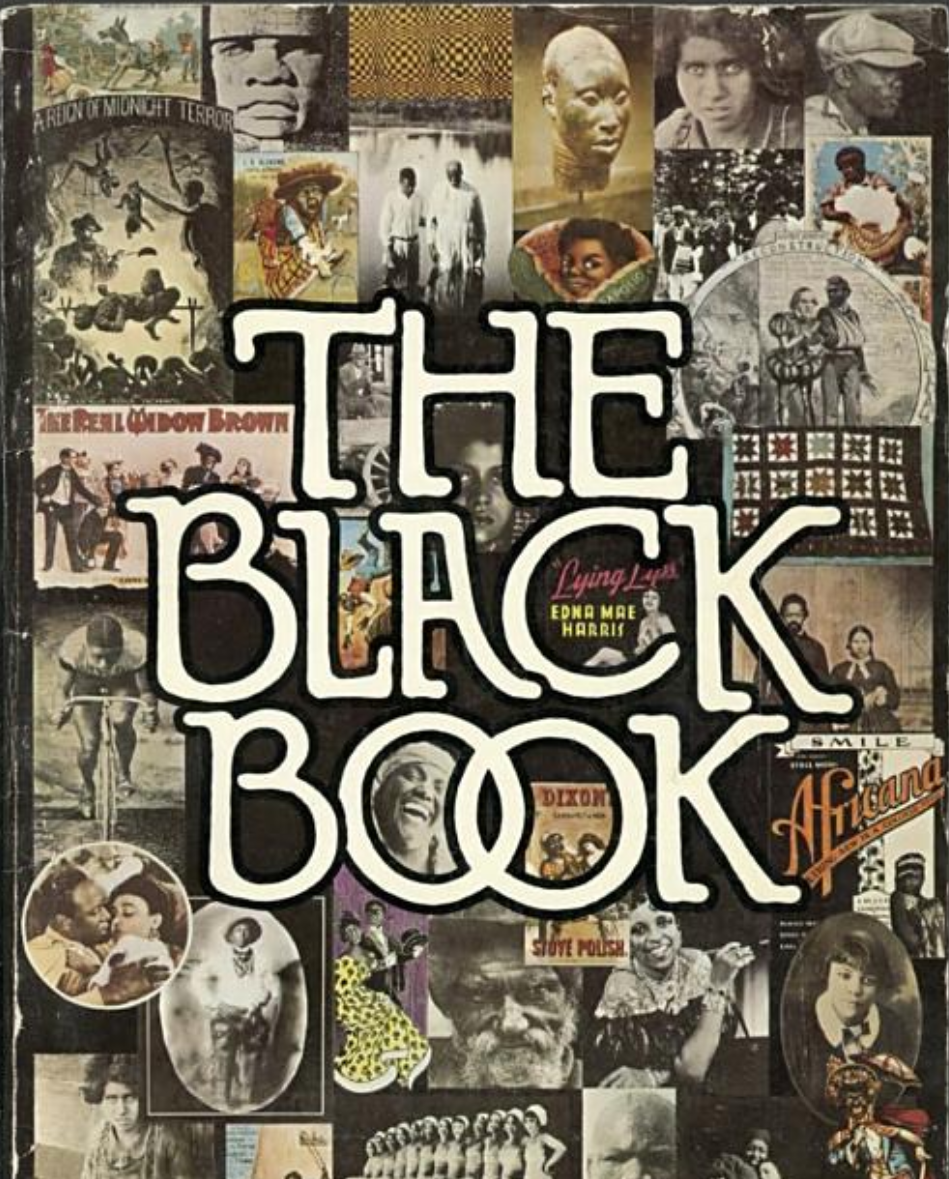 A REIGN OF MIDNIGHT TERROR
RECONSTRUCTION
THE
THE REAL WIDOW BROWN
BLACK
"Lying Lips"
EDNA MAE
HARRIS
BOOK
SMILE
Africana
DIXON
STOVE POLISH.